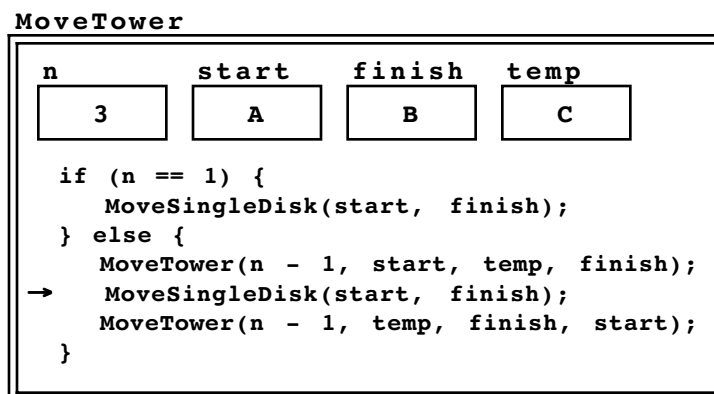 MoveTower
n start finish temp
3 A B C
if (n == 1) {
MoveSingleDisk(start, finish);
} else {
MoveTower(n – 1, start, temp, finish);
→ MoveSingleDisk(start, finish);
MoveTower(n – 1, temp, finish, start);
}